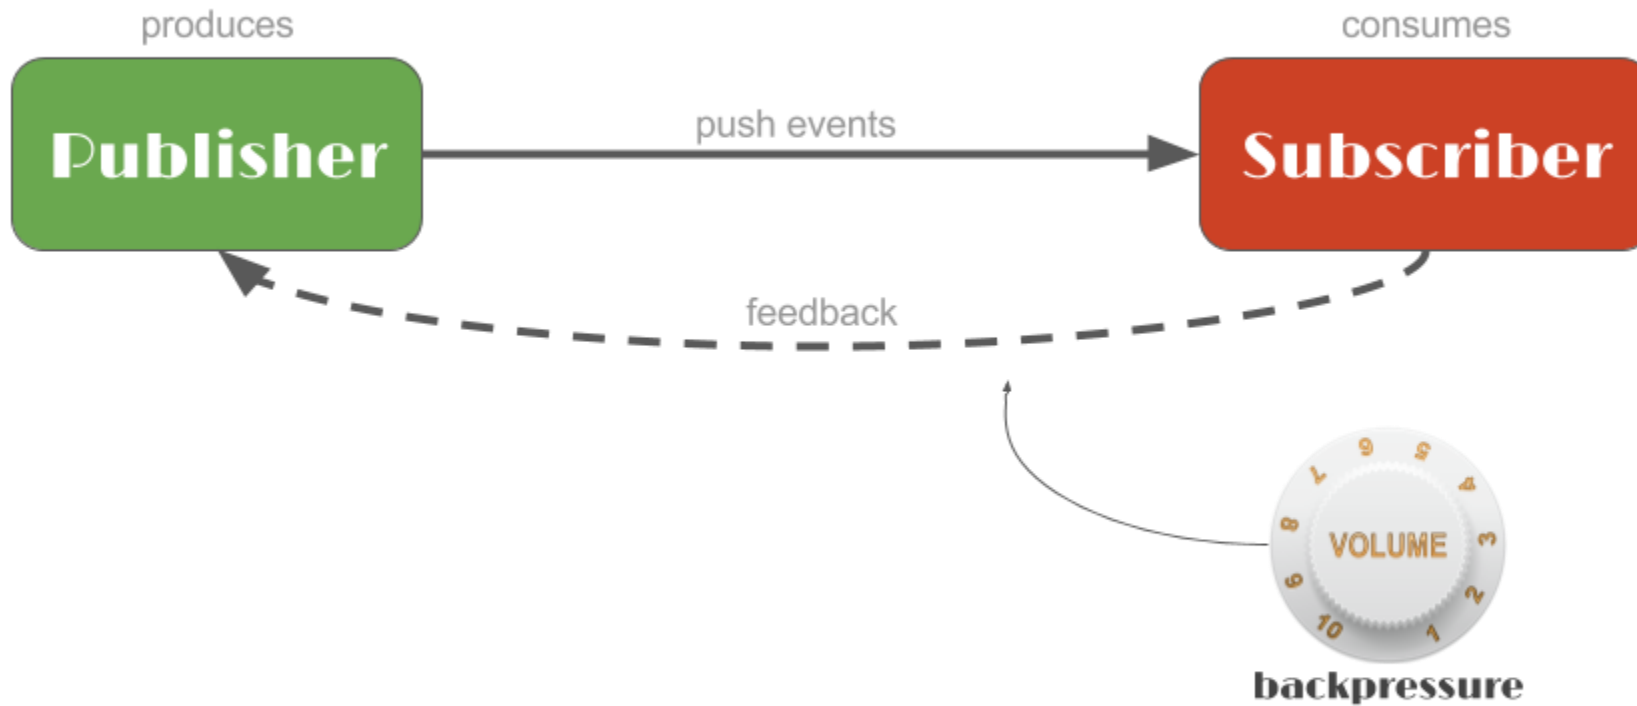 produces
consumes
Publisher
push events
Subscriber
feedback
6
5
7
4
8
VOLUME
3
9
2
10
1
backpressure